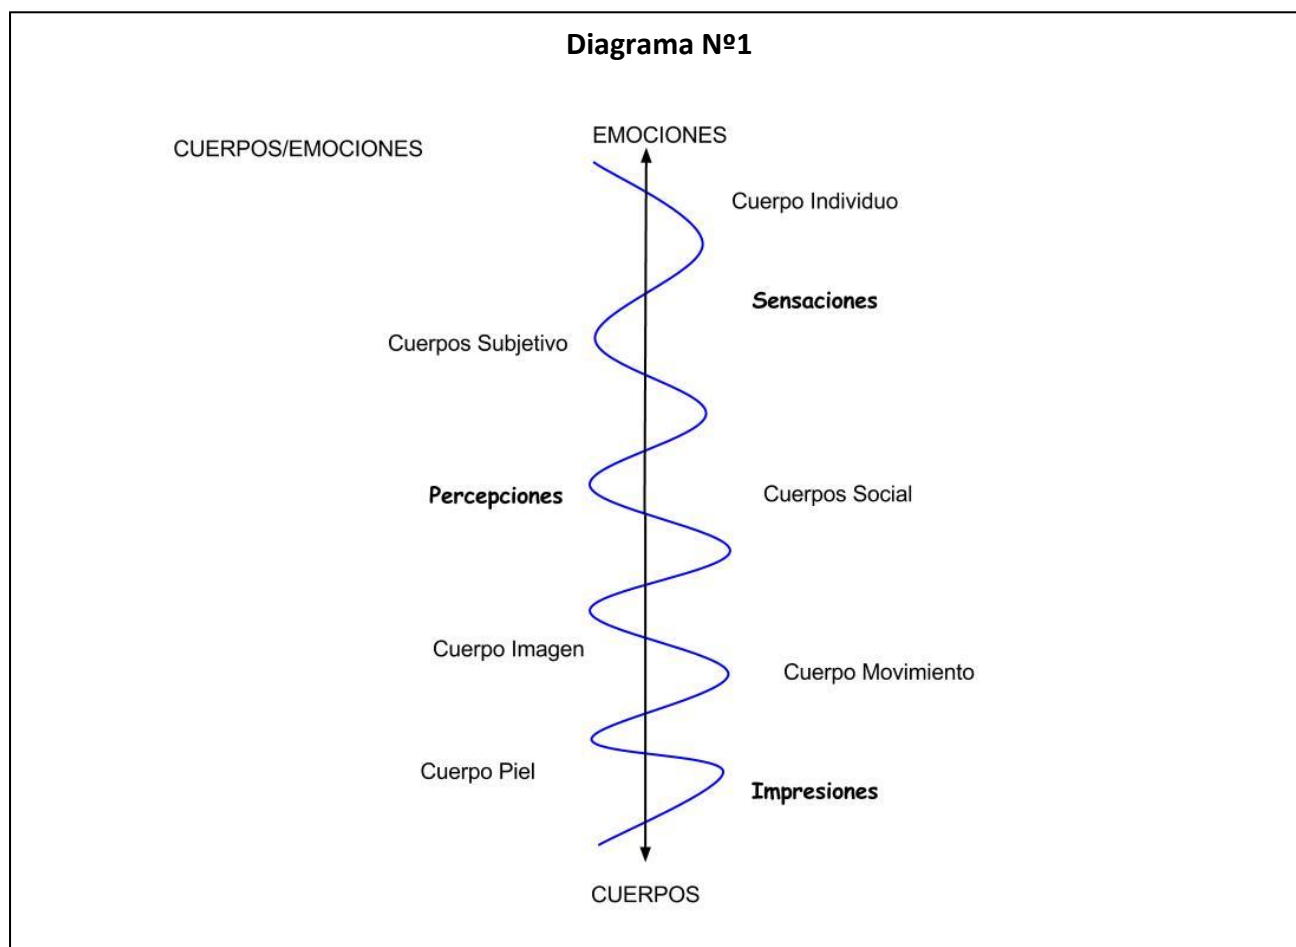 Diagrama Nº1
EMOCIONES
CUERPOS/EMOCIONES
Cuerpo Individuo
Sensaciones
Cuerpos Subjetivo
Percepciones
Cuerpos Social
Cuerpo Imagen
Cuerpo Movimiento
Cuerpo Piel
Impresiones
CUERPOS